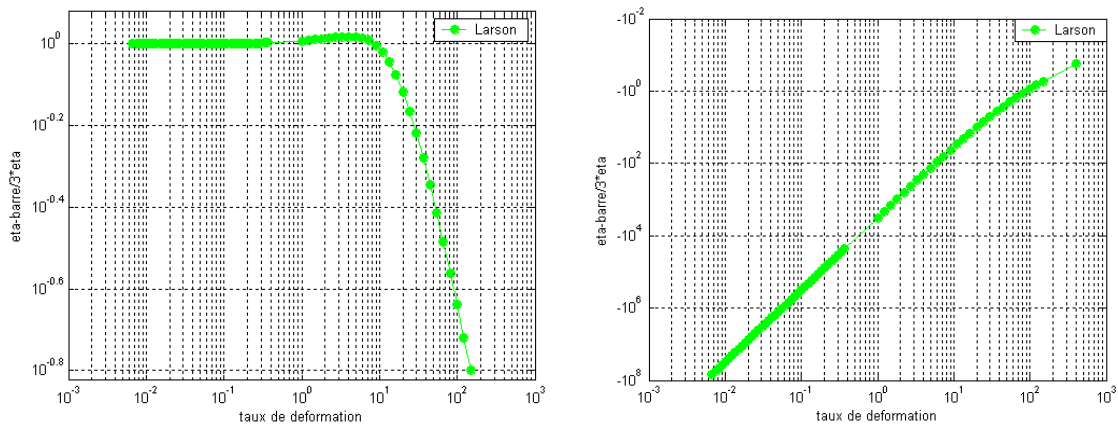 Larson
10^0
10^-0.2
10^-0.4
10^-0.6
10^-0.8
eta-barre/3*eta
10^-3 10^-2 10^-1 10^0 10^1 10^2 10^3
taux de deformation
Larson
-10^-2
-10^0
-10^2
-10^4
-10^6
-10^8
eta-barre/3*eta
10^-3 10^-2 10^-1 10^0 10^1 10^2 10^3
taux de deformation